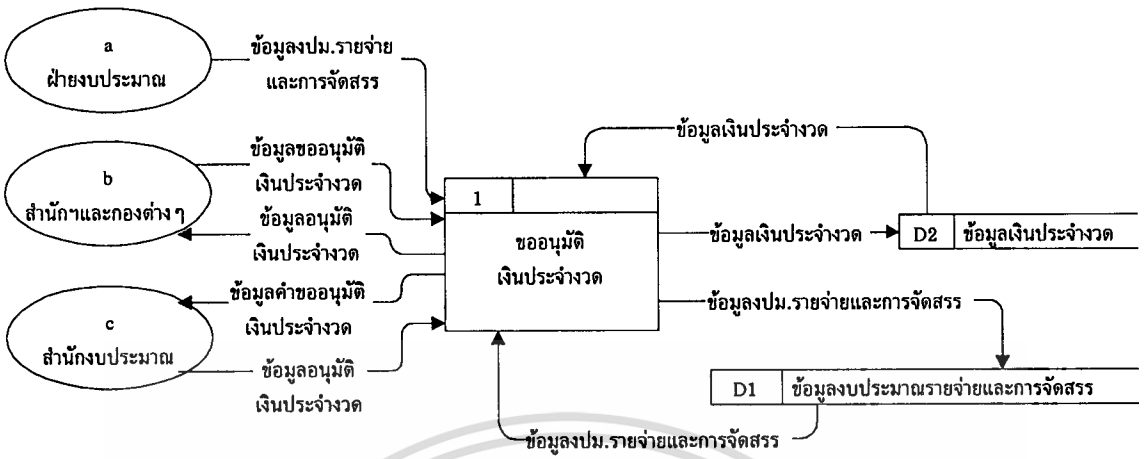 a
ฝ่ายงบประมาณ
ข้อมูลงปม.รายจ่าย
และการจัดสรร
b
สำนักฯและกองต่าง ๆ
ข้อมูลขออนุมัติ
เงินประจำงวด
ข้อมูลอนุมัติ
เงินประจำงวด
c
สำนักงบประมาณ
ข้อมูลคำขออนุมัติ
เงินประจำงวด
ข้อมูลอนุมัติ
เงินประจำงวด
1
ขออนุมัติ
เงินประจำงวด
ข้อมูลเงินประจำงวด
ข้อมูลเงินประจำงวด
D2 ข้อมูลเงินประจำงวด
ข้อมูลงปม.รายจ่ายและการจัดสรร
D1 ข้อมูลงบประมาณรายจ่ายและการจัดสรร
ข้อมูลงปม.รายจ่ายและการจัดสรร